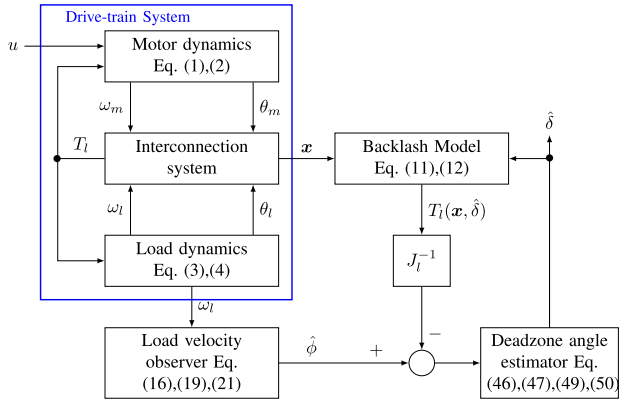 Drive-train System
u
Motor dynamics
Eq. (1),(2)
ω_m
θ_m
T_l
Interconnection
system
x
Backlash Model
Eq. (11),(12)
δ̂
ω_l
θ_l
T_l(x, δ̂)
Load dynamics
Eq. (3),(4)
J_l^{-1}
ω_l
Load velocity
observer Eq.
(16),(19),(21)
ϕ̂
+
−
Deadzone angle
estimator Eq.
(46),(47),(49),(50)